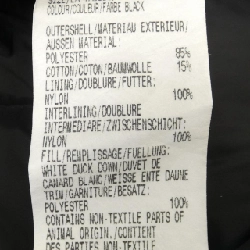 COLOUR/COULEUR/FARBE BLACK
OUTERSHELL/MATERIAU EXTERIEUR/
AUSSEN MATERIAL:
POLYESTER 85%
COTTON/COTON/BAUMWOLLE 15%
LINING/DOUBLURE/FUTTER:
NYLON 100%
INTERLINING/DOUBLURE
INTERMEDIARE/ZWISCHENSCHICHT:
NYLON 100%
FILL/REMPLISSAGE/FUELLUNG:
WHITE DUCK DOWN/DUVET DE
CANARD BLANC/WEISSE ENTE DAUNE
TRIM/GARNITURE/BESATZ:
POLYESTER 100%
CONTAINS NON-TEXTILE PARTS OF
ANIMAL ORIGIN./CONTIENT
DES PARTIES NON-TEXTILE